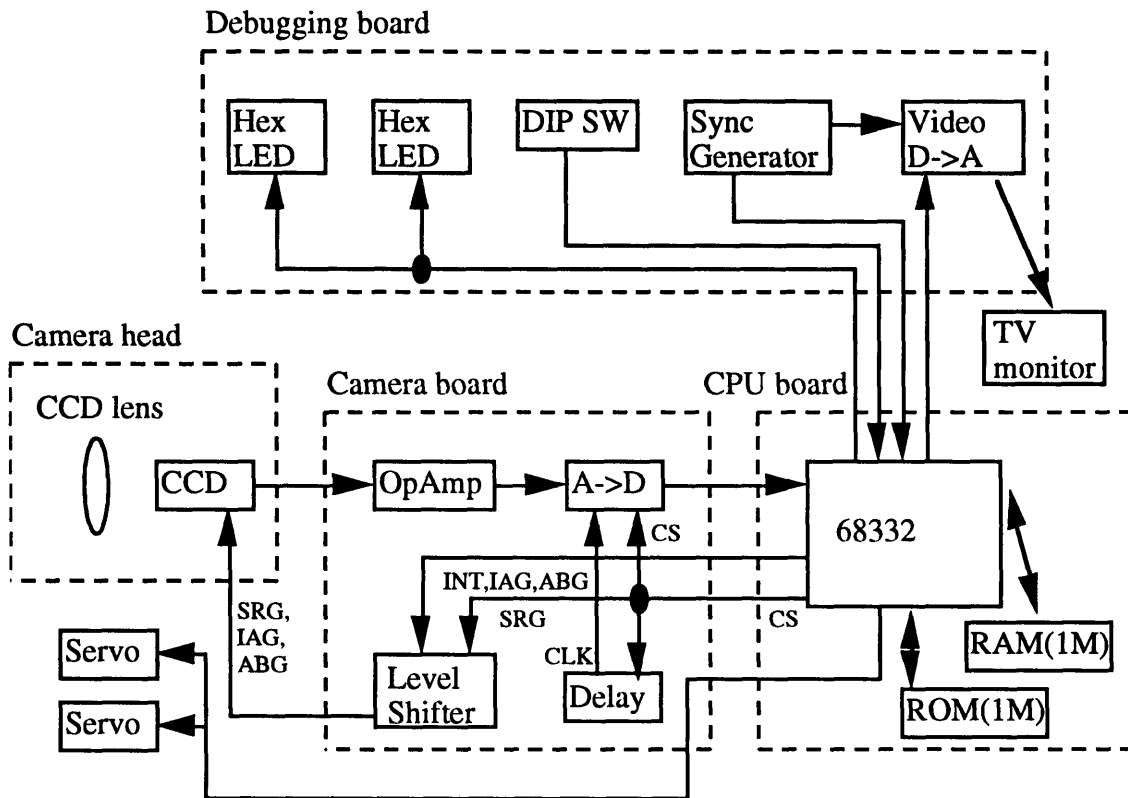 Debugging board
Hex
LED
Hex
LED
DIP SW
Sync
Generator
Video
D->A
TV
monitor
Camera head
CCD lens
CCD
Camera board
OpAmp
A->D
CS
INT,IAG,ABG
SRG
CLK
Level
Shifter
Delay
CPU board
68332
CS
RAM(1M)
ROM(1M)
SRG,
IAG,
ABG
Servo
Servo